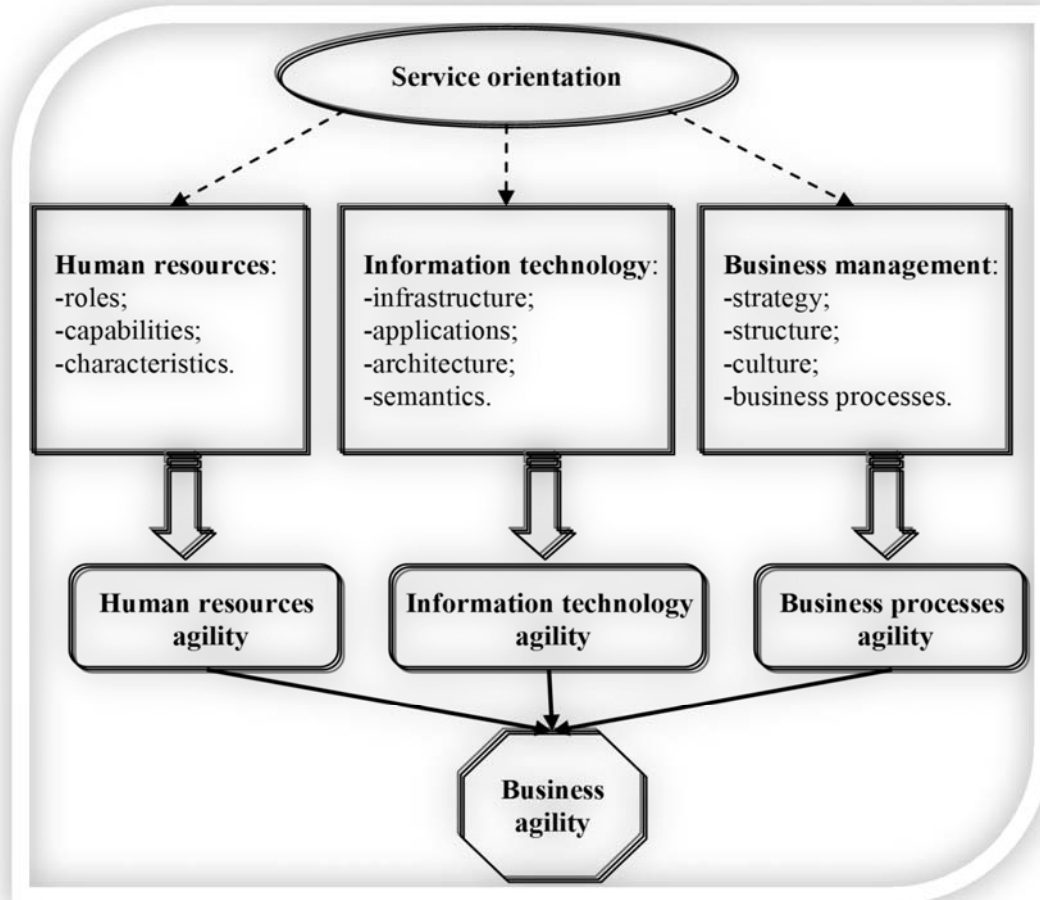 Service orientation
Human resources:
-roles;
-capabilities;
-characteristics.
Information technology:
-infrastructure;
-applications;
-architecture;
-semantics.
Business management:
-strategy;
-structure;
-culture;
-business processes.
Human resources
agility
Information technology
agility
Business processes
agility
Business
agility